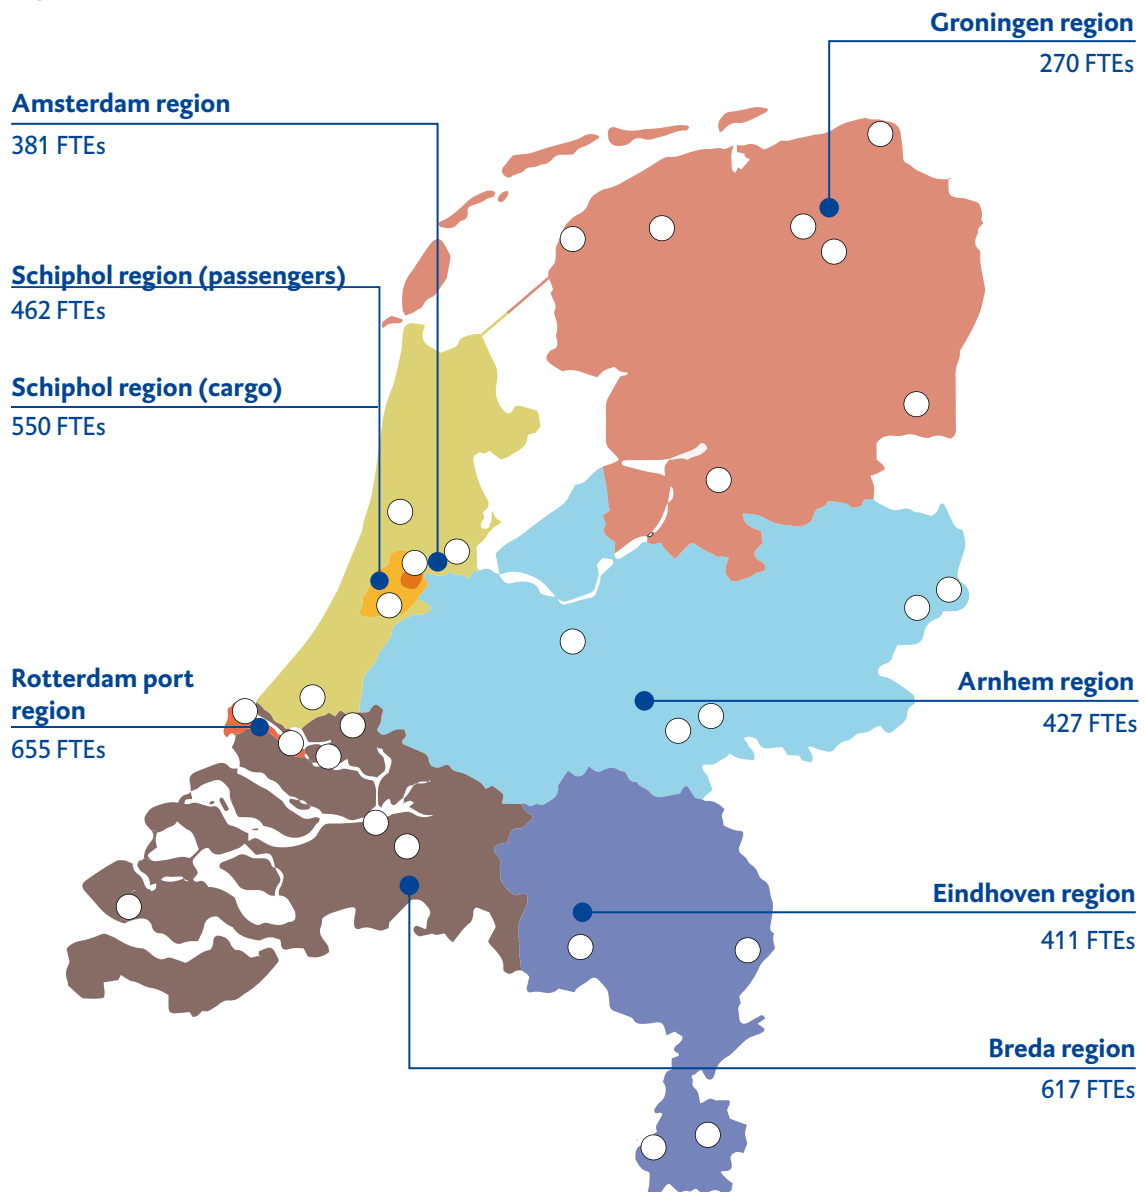 Groningen region
270 FTEs
Amsterdam region
381 FTEs
Schiphol region (passengers)
462 FTEs
Schiphol region (cargo)
550 FTEs
Rotterdam port
region
655 FTEs
Arnhem region
427 FTEs
Eindhoven region
411 FTEs
Breda region
617 FTEs